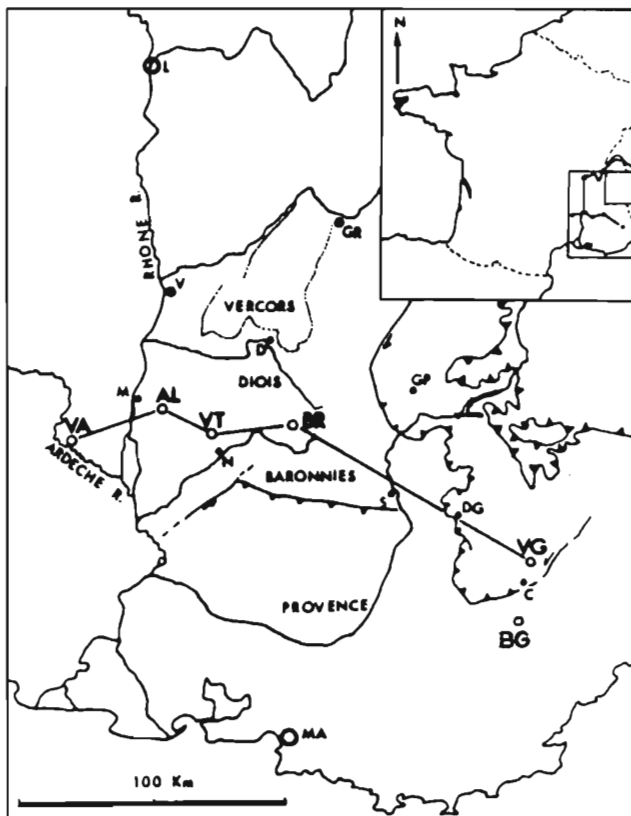 N
L
RHONE R.
GR
V
VERCORS
D
DIOIS
GP
M
AL
VT
BR
VA
ARDECHE R.
N
BARONNIES
S
DG
VG
C
PROVENCE
BG
MA
100 Km